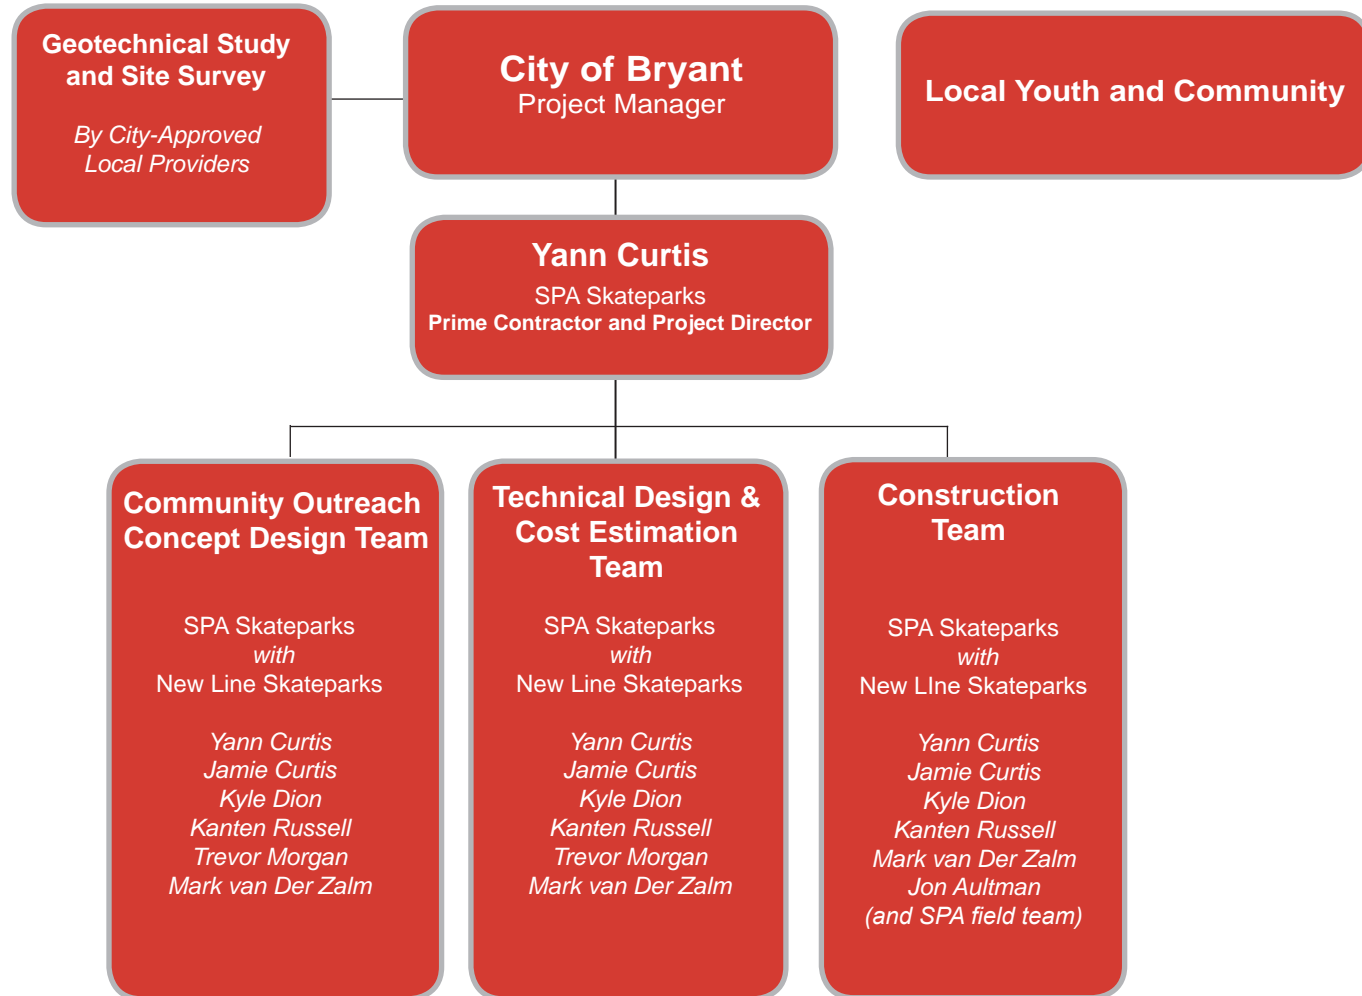 Geotechnical Study
and Site Survey
By City-Approved
Local Providers
City of Bryant
Project Manager
Local Youth and Community
Yann Curtis
SPA Skateparks
Prime Contractor and Project Director
Community Outreach
Concept Design Team
SPA Skateparks
with
New Line Skateparks
Yann Curtis
Jamie Curtis
Kyle Dion
Kanten Russell
Trevor Morgan
Mark van Der Zalm
Technical Design &
Cost Estimation
Team
SPA Skateparks
with
New Line Skateparks
Yann Curtis
Jamie Curtis
Kyle Dion
Kanten Russell
Trevor Morgan
Mark van Der Zalm
Construction
Team
SPA Skateparks
with
New LIne Skateparks
Yann Curtis
Jamie Curtis
Kyle Dion
Kanten Russell
Mark van Der Zalm
Jon Aultman
(and SPA field team)